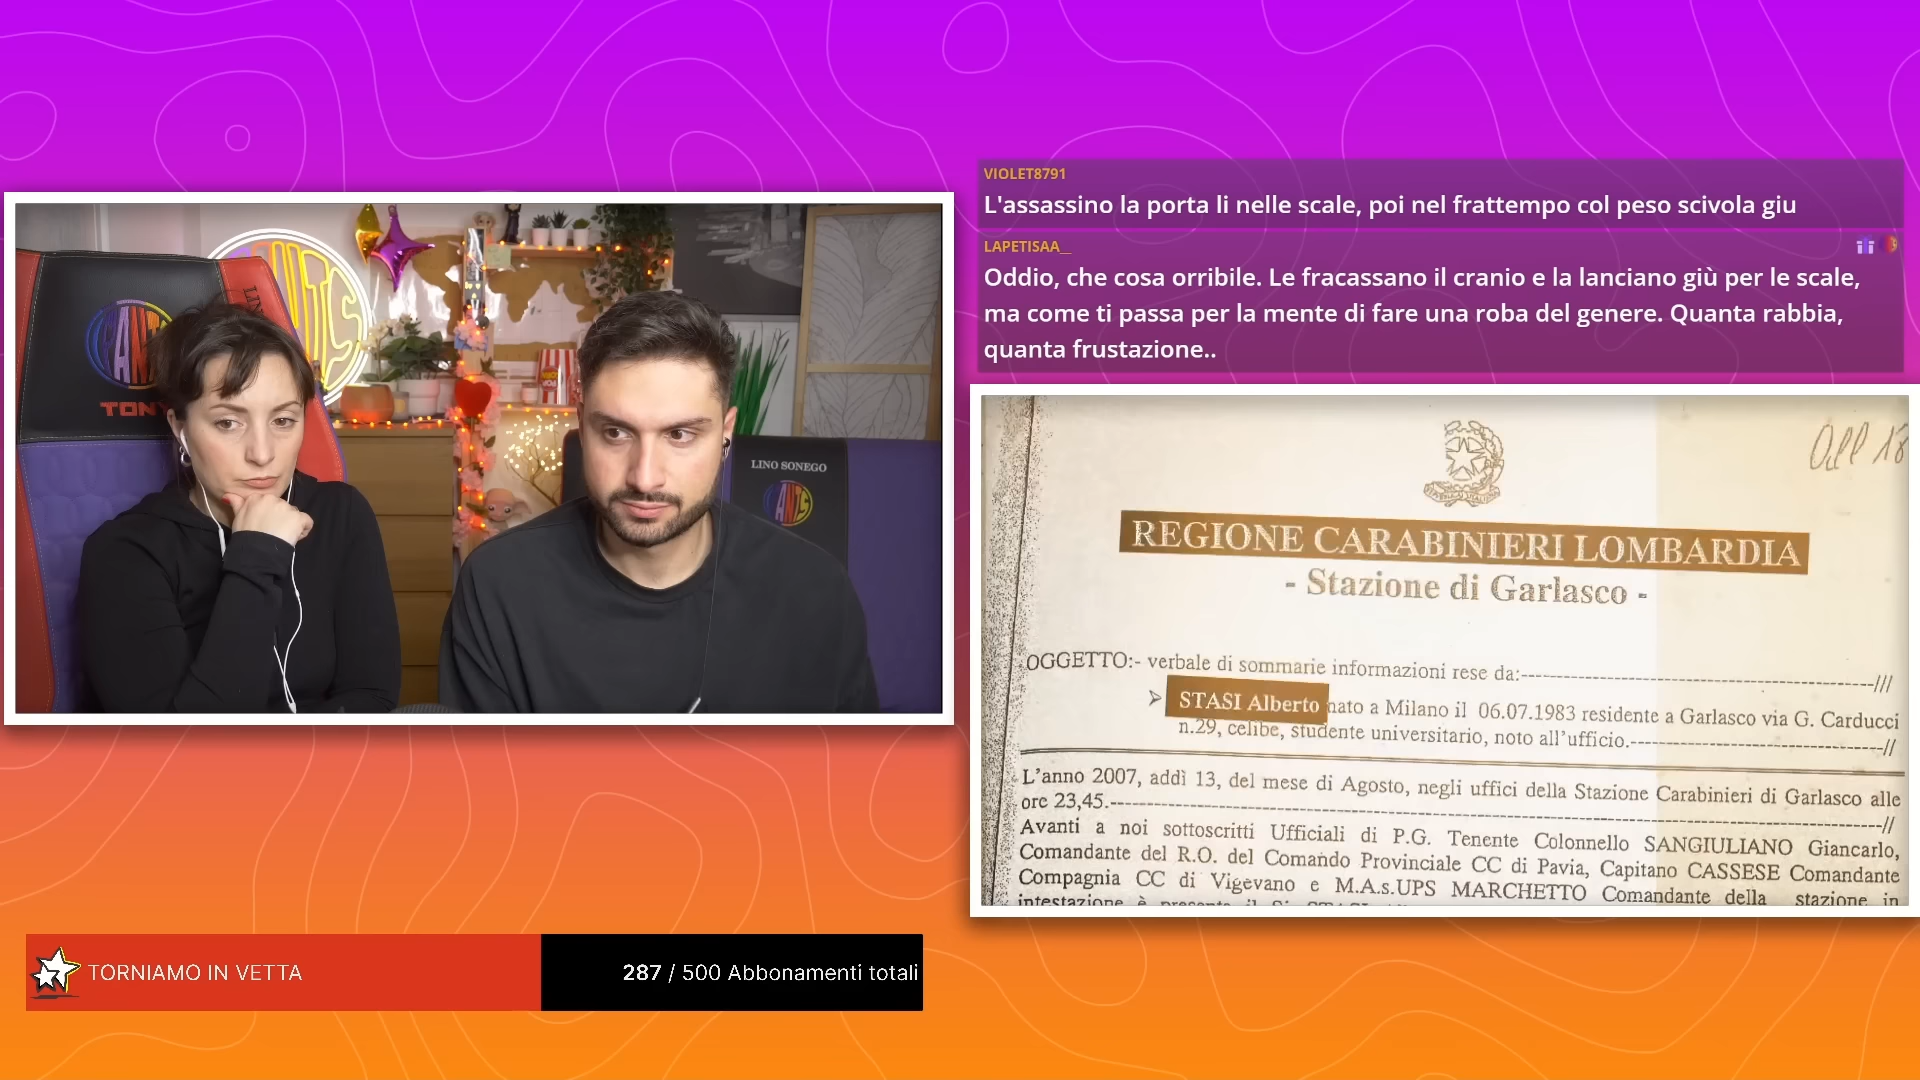 VIOLET8791
L'assassino la porta li nelle scale, poi nel frattempo col peso scivola giu
LAPETISAA__
Oddio, che cosa orribile. Le fracassano il cranio e la lanciano giù per le scale,
ma come ti passa per la mente di fare una roba del genere. Quanta rabbia,
quanta frustazione..
TONY
LINO SONEGO
All 18
REGIONE CARABINIERI LOMBARDIA
- Stazione di Garlasco -
OGGETTO:- verbale di sommarie informazioni rese da:-----------------------------------///
➤ STASI Alberto nato a Milano il 06.07.1983 residente a Garlasco via G. Carducci
n.29, celibe, studente universitario, noto all'ufficio.-----------------------------------//
L'anno 2007, addì 13, del mese di Agosto, negli uffici della Stazione Carabinieri di Garlasco alle
ore 23,45.-----------------------------------//
Avanti a noi sottoscritti Ufficiali di P.G. Tenente Colonnello SANGIULIANO Giancarlo,
Comandante del R.O. del Comando Provinciale CC di Pavia, Capitano CASSESE Comandante
Compagnia CC di Vigevano e M.A.s.UPS MARCHETTO Comandante della stazione in
intestazione è
TORNIAMO IN VETTA
287 / 500 Abbonamenti totali